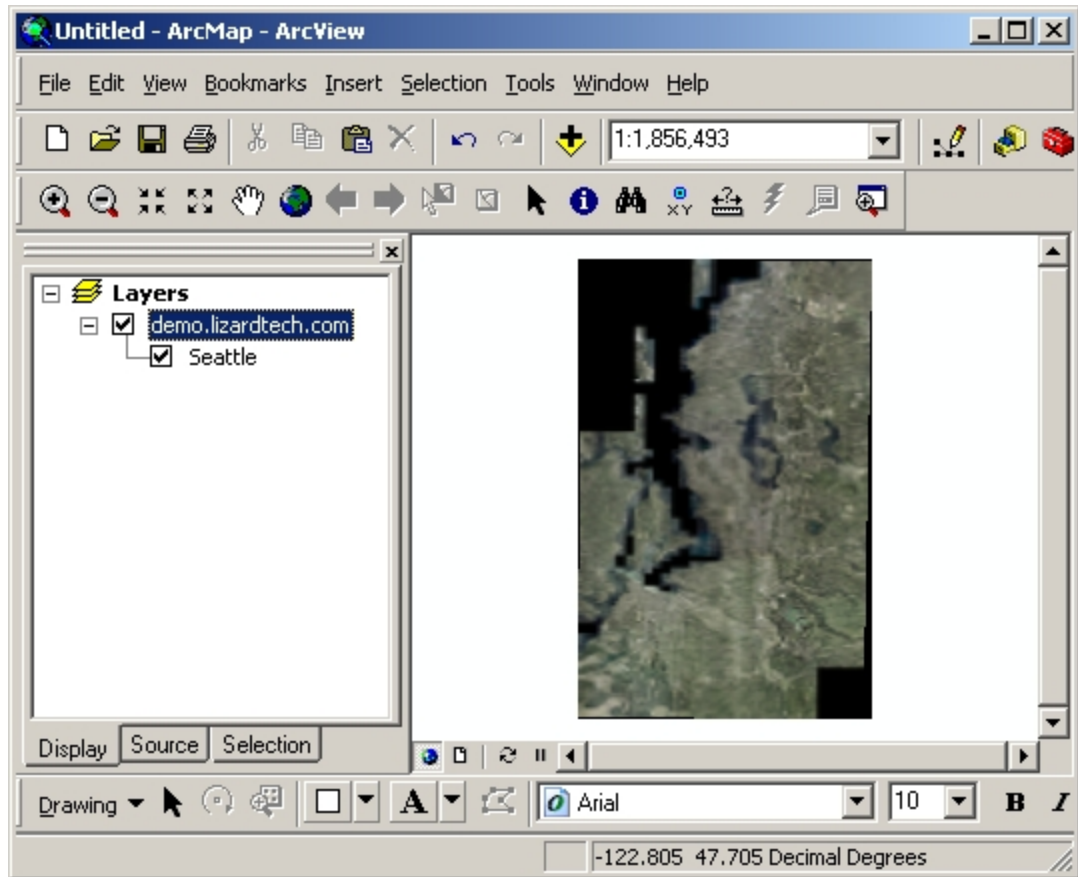 Untitled - ArcMap - ArcView
File Edit View Bookmarks Insert Selection Tools Window Help
1:1,856,493
XY
Layers
demo.lizardtech.com
Seattle
Display Source Selection
Drawing A Arial 10 B I
-122.805 47.705 Decimal Degrees